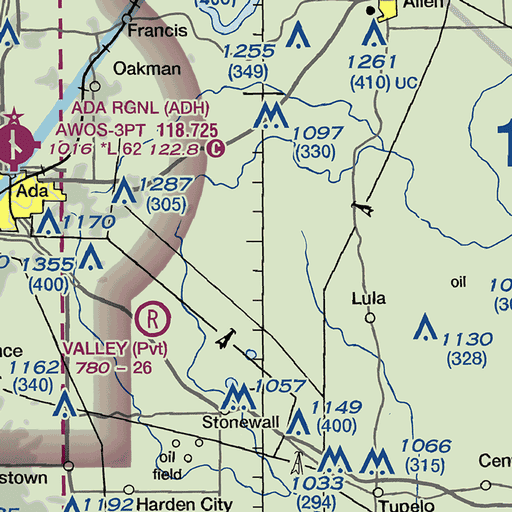 Allen
Francis
1255
(349)
1261
(410) UC
Oakman
ADA RGNL (ADH)
AWOS-3PT 118.725
1016 *L 62 122.8 C
1097
(330)
Ada
1287
(305)
1170
1355
(400)
oil
Lula
R
VALLEY (Pvt)
780 - 26
1130
(328)
1162
(340)
1057
Stonewall
1149
(400)
oil
field
1066
(315)
1033
(294)
1192
Harden City
Tupelo